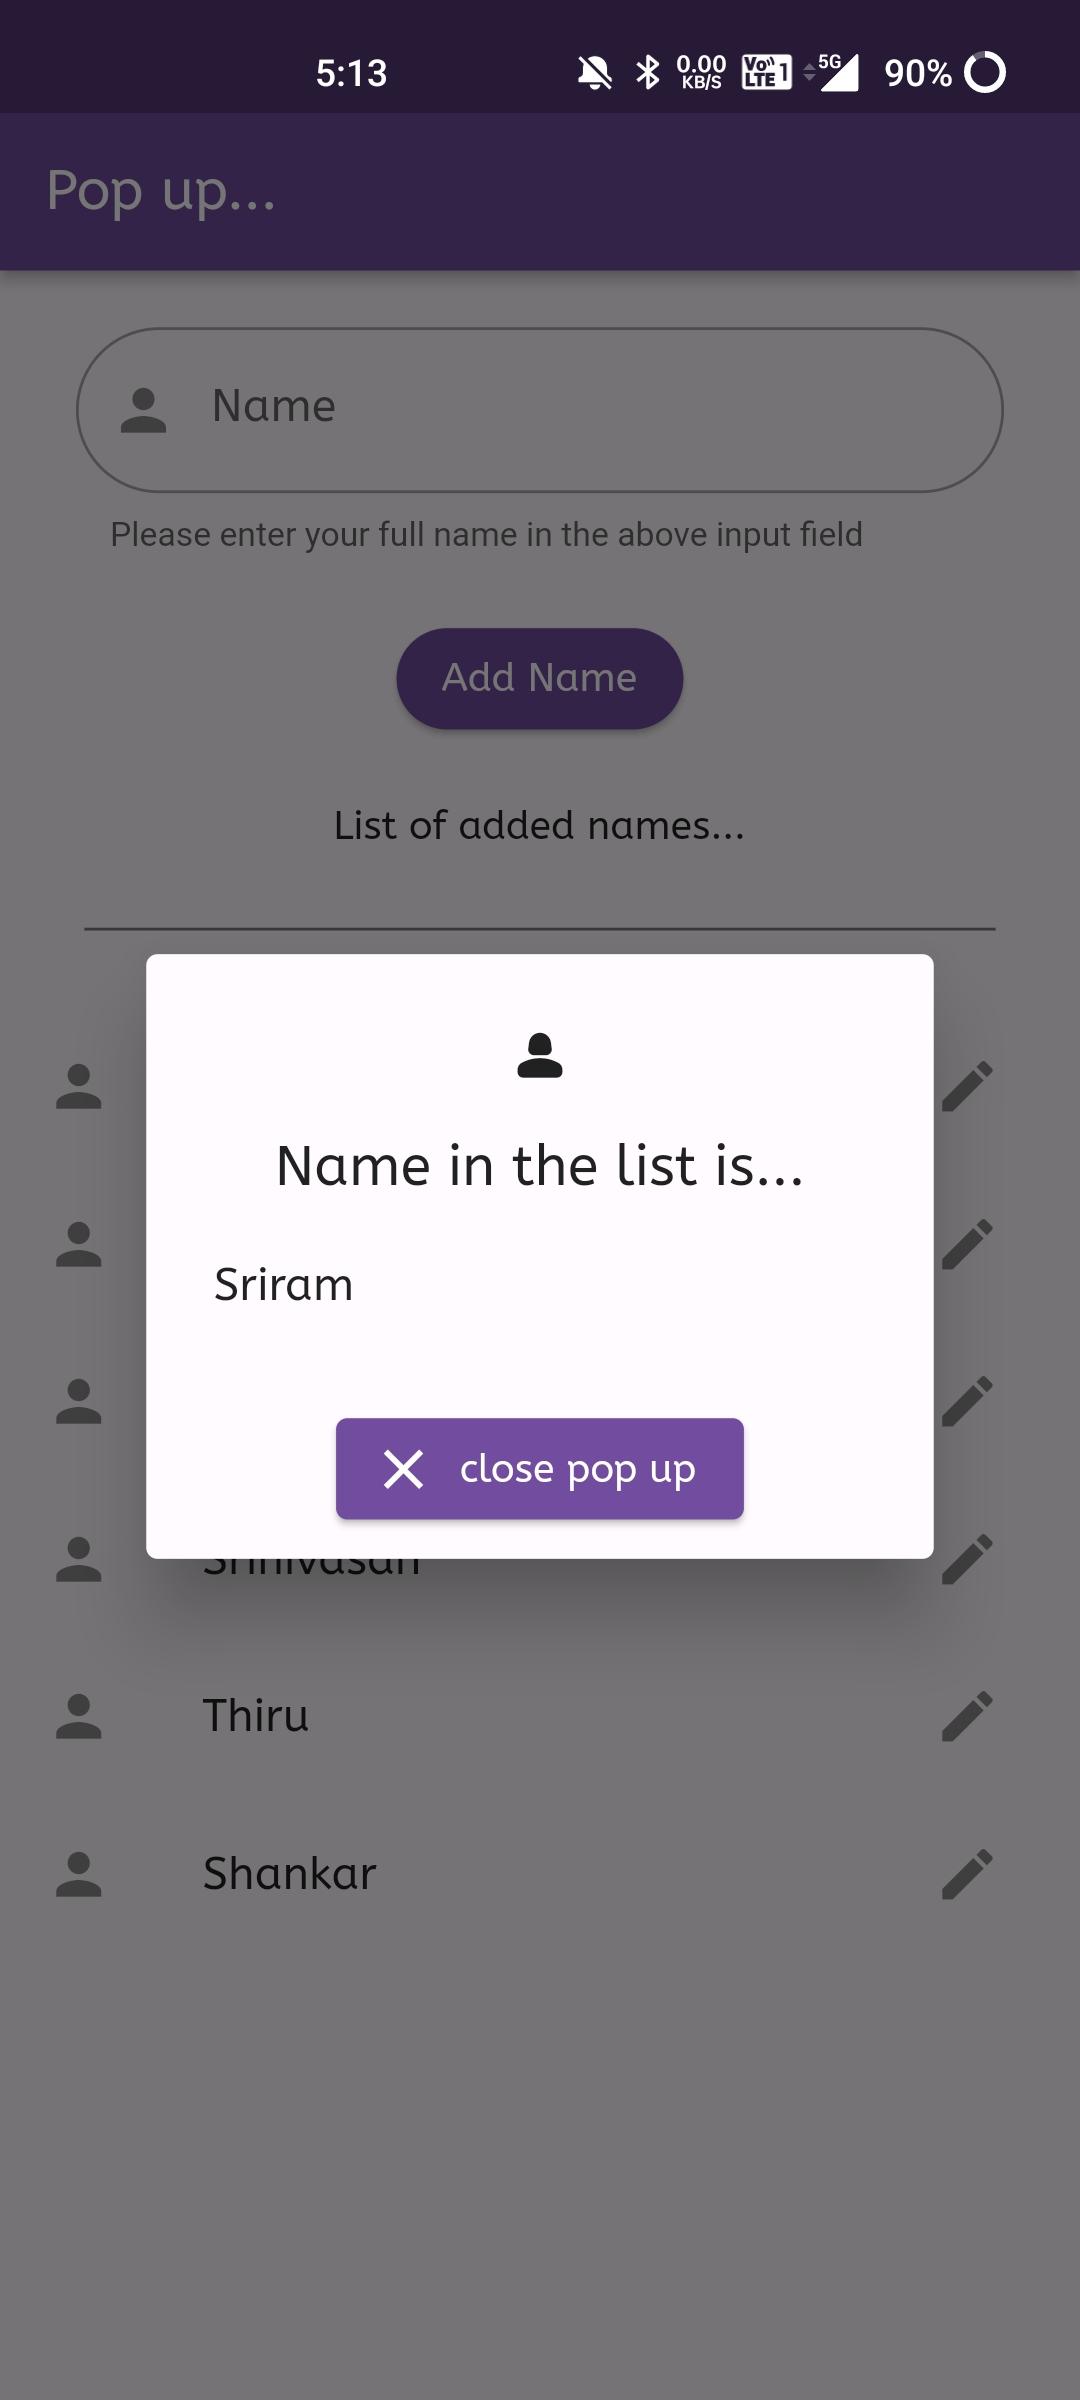 5:13
0.00
KB/S
Vo))
LTE 1
5G
90%
Pop up...
Name
Please enter your full name in the above input field
Add Name
List of added names...
Name in the list is...
Sriram
close pop up
Srinivasan
Thiru
Shankar